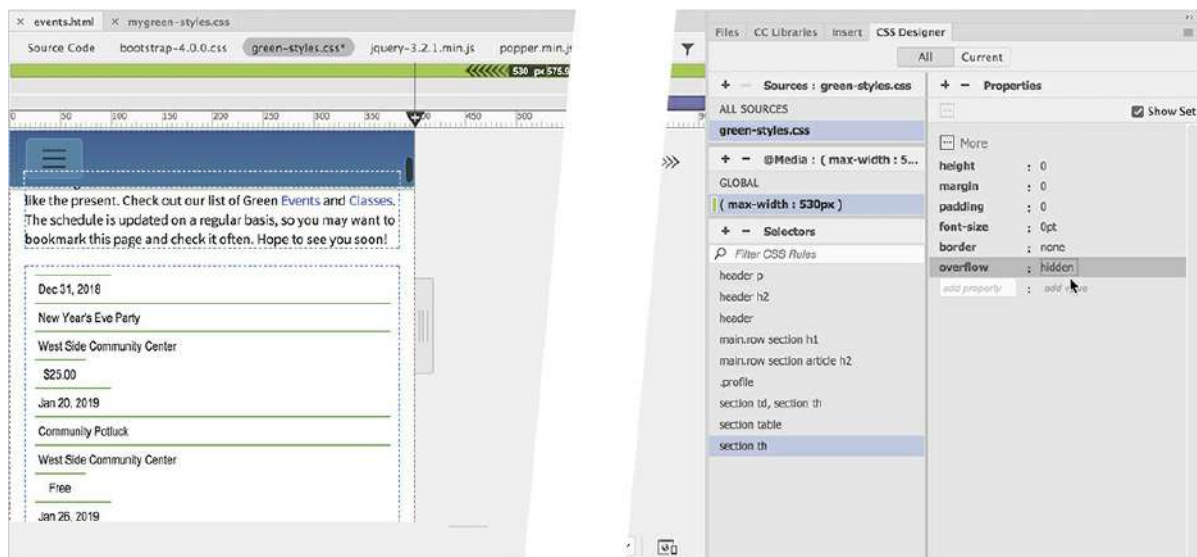 events.html mygreen-styles.css
Source Code bootstrap-4.0.0.css green-styles.css* jquery-3.2.1.min.js popper.min.js
530 px 575.9
0 50 100 150 200 250 300 350 400 450 500
like the present. Check out our list of Green Events and Classes.
The schedule is updated on a regular basis, so you may want to
bookmark this page and check it often. Hope to see you soon!
Dec 31, 2018
New Year's Eve Party
West Side Community Center
$25.00
Jan 20, 2019
Community Potluck
West Side Community Center
Free
Jan 26, 2019
Files CC Libraries Insert CSS Designer
All Current
+ − Sources : green-styles.css
ALL SOURCES
green-styles.css
+ − @Media : ( max-width : 5...
GLOBAL
( max-width : 530px )
+ − Selectors
Filter CSS Rules
header p
header h2
header
main.row section h1
main.row section article h2
.profile
section td, section th
section table
section th
+ − Properties
Show Set
More
height : 0
margin : 0
padding : 0
font-size : 0pt
border : none
overflow : hidden
add property : add value